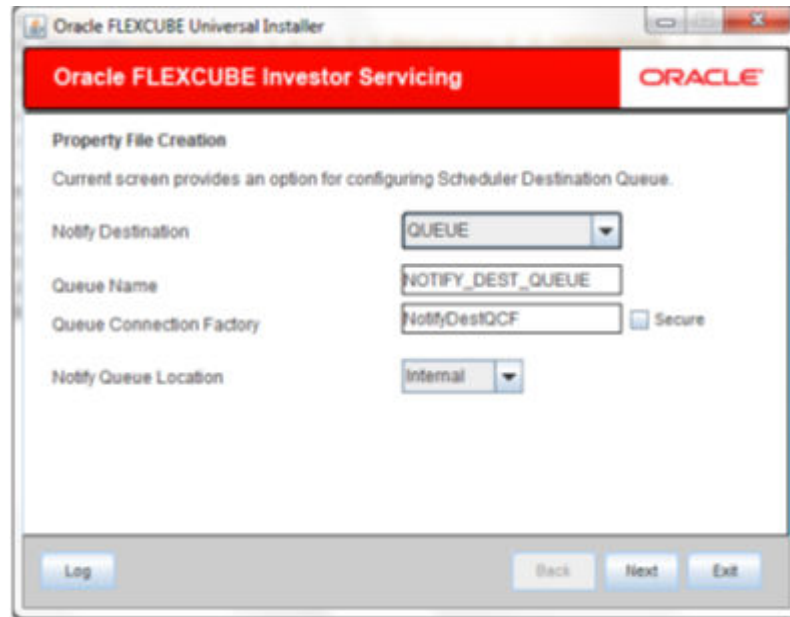 Oracle FLEXCUBE Universal Installer
Oracle FLEXCUBE Investor Servicing
ORACLE
Property File Creation
Current screen provides an option for configuring Scheduler Destination Queue.
Notify Destination QUEUE
Queue Name NOTIFY_DEST_QUEUE
Queue Connection Factory NotifyDestQCF Secure
Notify Queue Location Internal
Log Back Next Exit